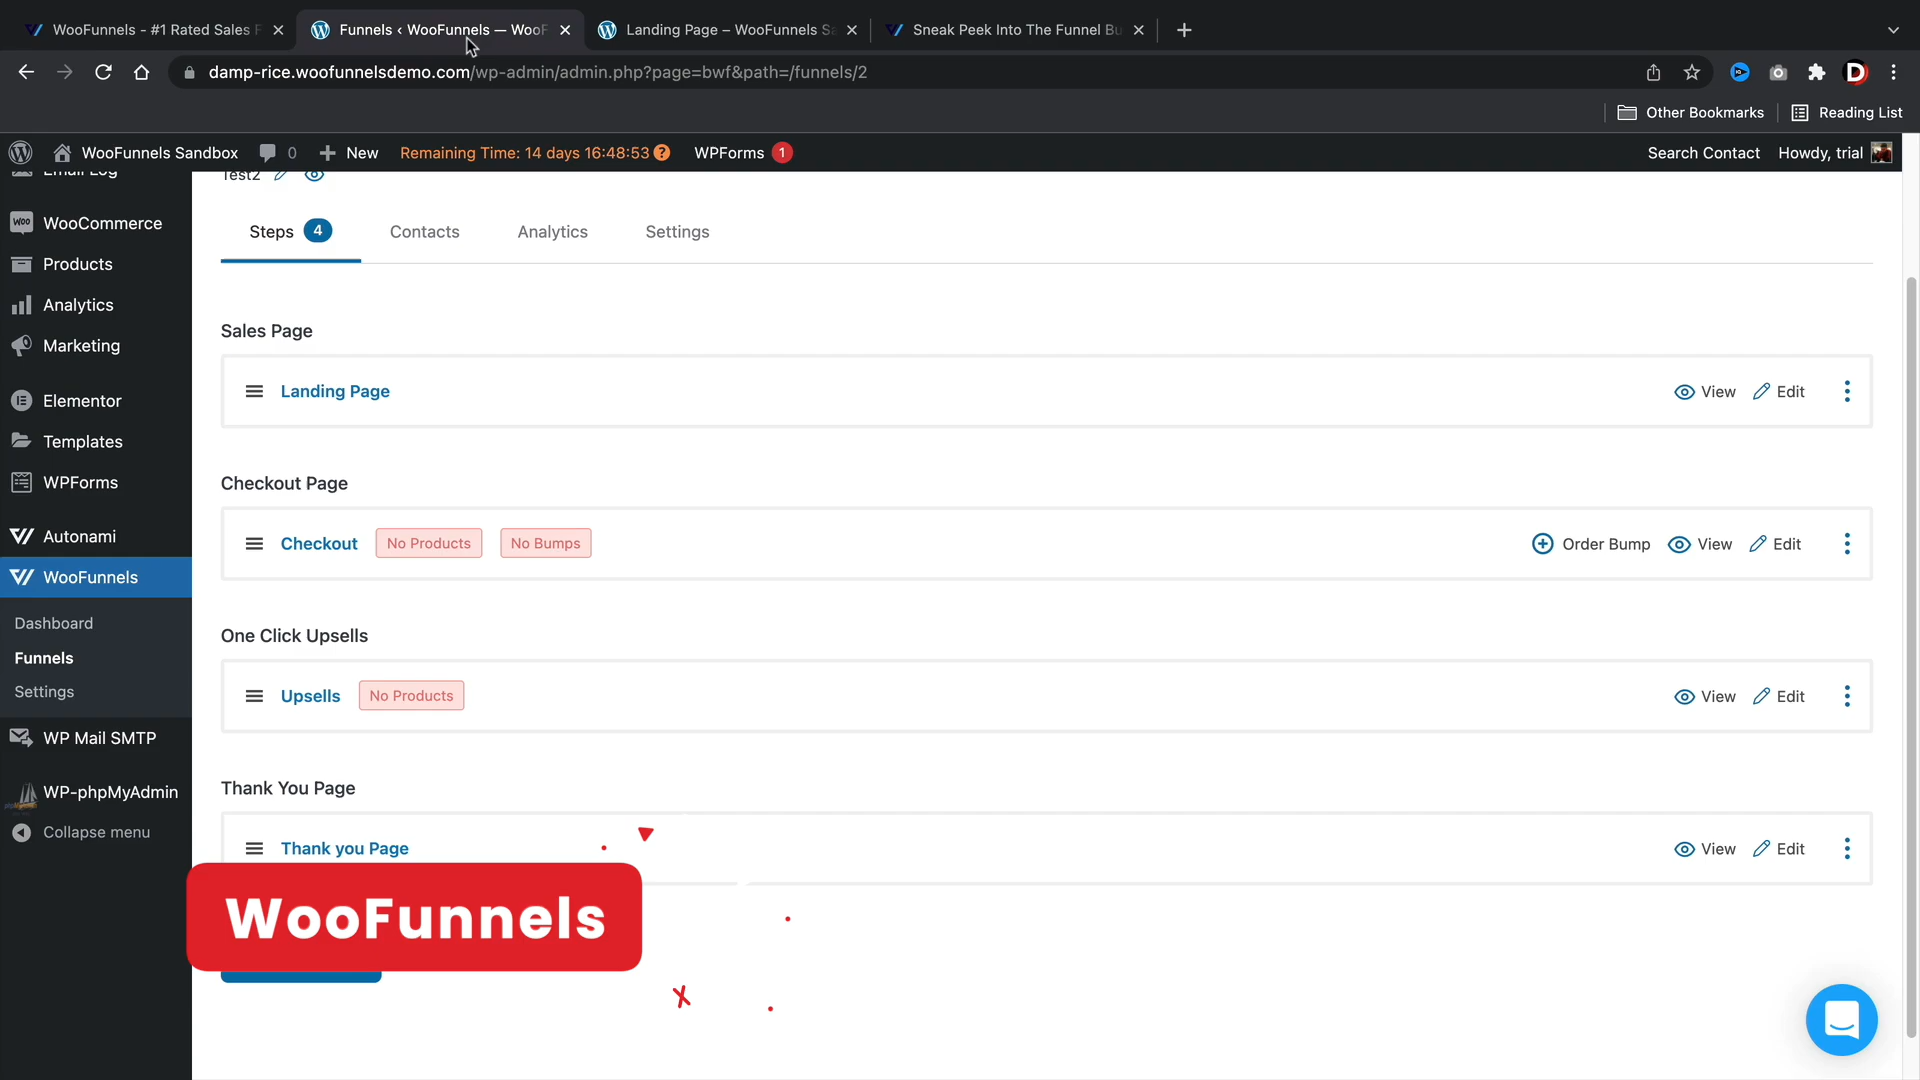 WooFunnels - #1 Rated Sales F
Funnels ‹ WooFunnels — WooF
Landing Page – WooFunnels Sa
Sneak Peek Into The Funnel Bu
damp-rice.woofunnelsdemo.com/wp-admin/admin.php?page=bwf&path=/funnels/2
Other Bookmarks
Reading List
WooFunnels Sandbox
0
New
Remaining Time: 14 days 16:48:53
WPForms 1
Search Contact
Howdy, trial
Email Log
WooCommerce
Products
Analytics
Marketing
Elementor
Templates
WPForms
Autonami
WooFunnels
Dashboard
Funnels
Settings
WP Mail SMTP
WP-phpMyAdmin
Collapse menu
Test2
Steps 4
Contacts
Analytics
Settings
Sales Page
Landing Page
View
Edit
Checkout Page
Checkout
No Products
No Bumps
Order Bump
View
Edit
One Click Upsells
Upsells
No Products
View
Edit
Thank You Page
Thank you Page
View
Edit
WooFunnels